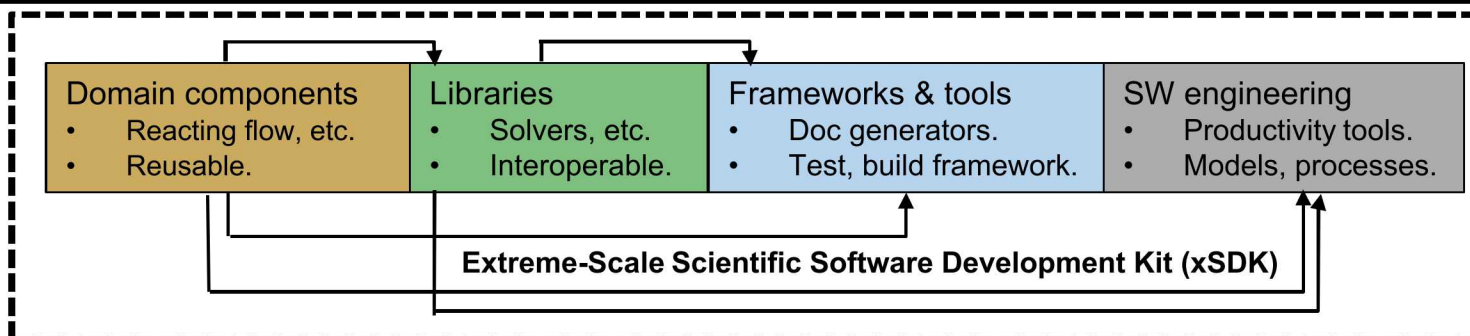 Domain components
• Reacting flow, etc.
• Reusable.
Libraries
• Solvers, etc.
• Interoperable.
Frameworks & tools
• Doc generators.
• Test, build framework.
SW engineering
• Productivity tools.
• Models, processes.
Extreme-Scale Scientific Software Development Kit (xSDK)